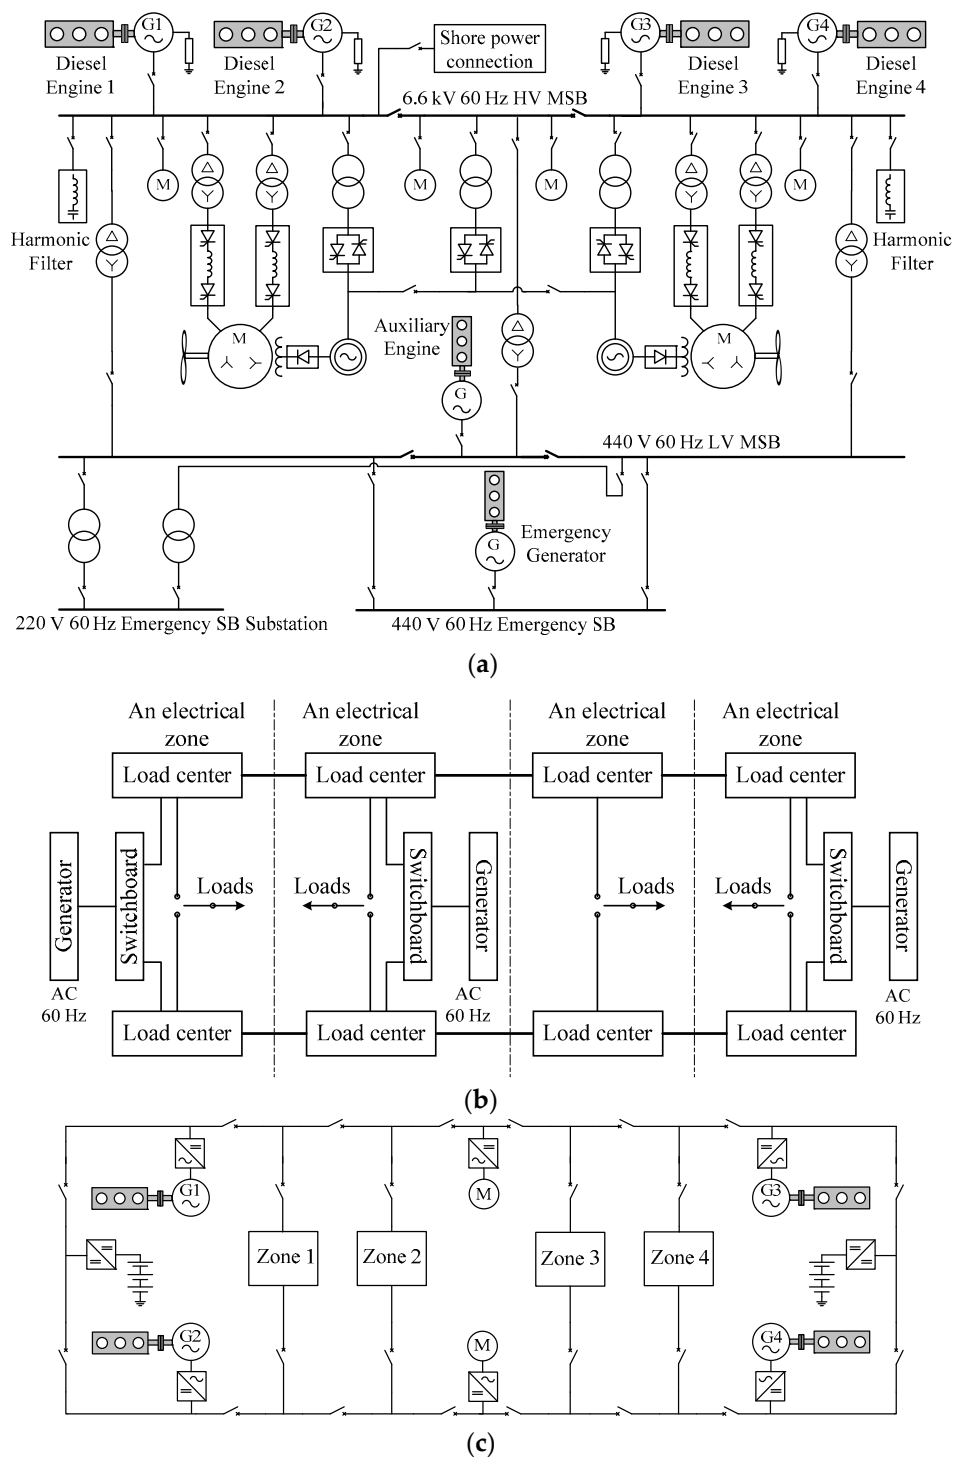 G1
G2
G3
G4
Diesel
Engine 1
Diesel
Engine 2
Shore power
connection
Diesel
Engine 3
Diesel
Engine 4
6.6 kV 60 Hz HV MSB
M
M
M
M
Δ
Y
Δ
Y
Δ
Y
Δ
Y
Harmonic
Filter
Δ
Y
Δ
Y
Harmonic
Filter
M
Auxiliary
Engine
Δ
Y
M
G
440 V 60 Hz LV MSB
G
Emergency
Generator
220 V 60 Hz Emergency SB Substation
440 V 60 Hz Emergency SB
(a)
An electrical
zone
An electrical
zone
An electrical
zone
An electrical
zone
Load center
Load center
Load center
Load center
Generator
Switchboard
Loads
Loads
Switchboard
Generator
Loads
Loads
Switchboard
Generator
AC
60 Hz
AC
60 Hz
AC
60 Hz
Load center
Load center
Load center
Load center
(b)
G1
M
G3
Zone 1
Zone 2
Zone 3
Zone 4
G2
M
G4
(c)